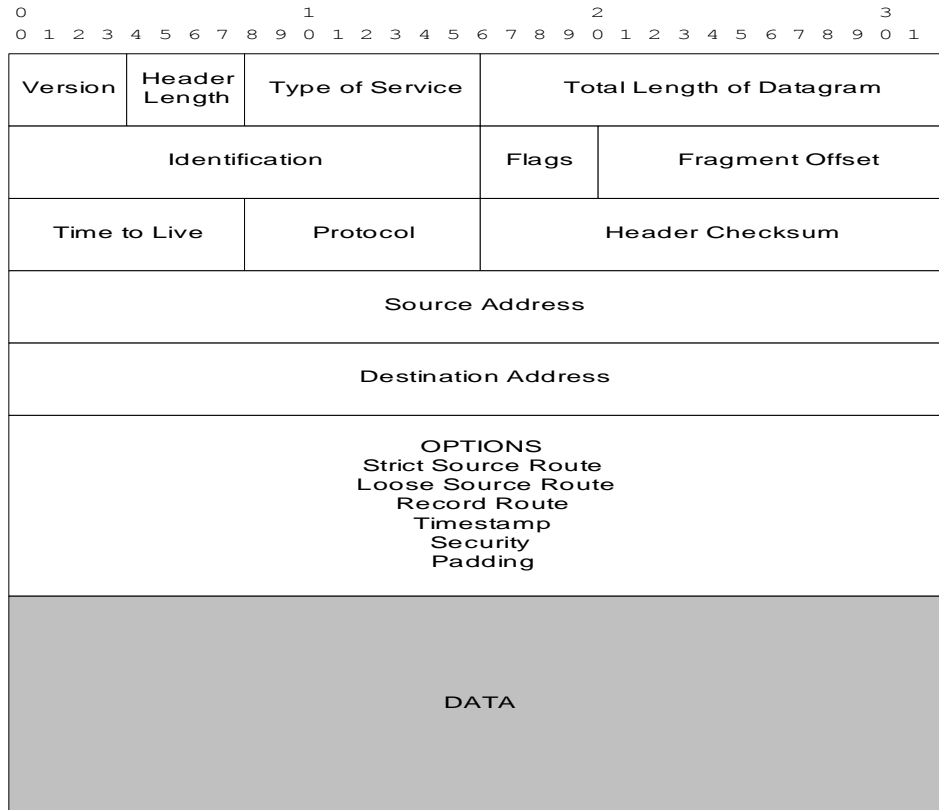 0 1 2 3
0 1 2 3 4 5 6 7 8 9 0 1 2 3 4 5 6 7 8 9 0 1 2 3 4 5 6 7 8 9 0 1
Version Header Length Type of Service Total Length of Datagram
Identification Flags Fragment Offset
Time to Live Protocol Header Checksum
Source Address
Destination Address
OPTIONS
Strict Source Route
Loose Source Route
Record Route
Timestamp
Security
Padding
DATA